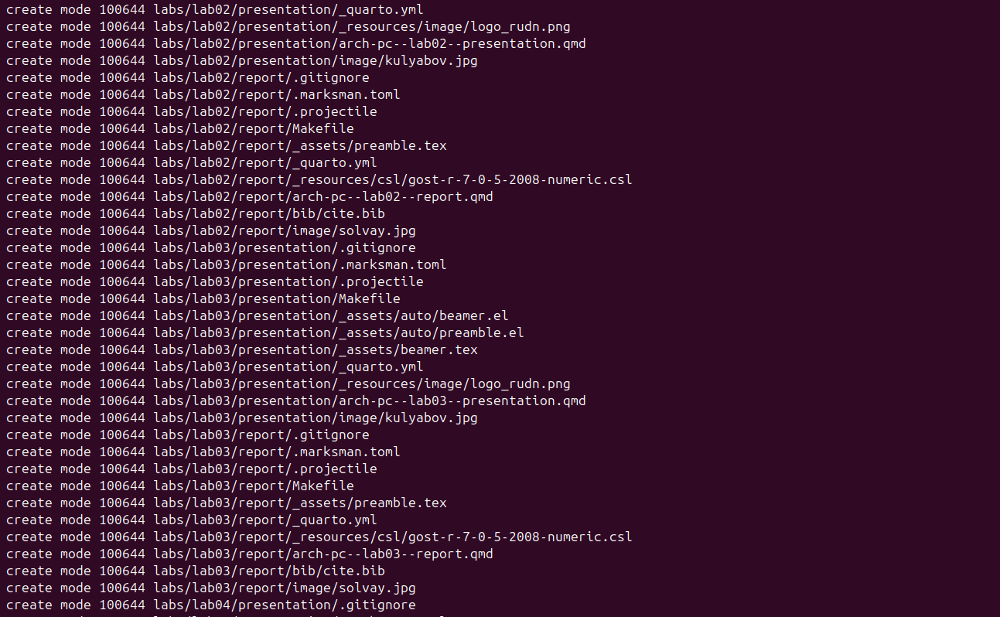 create mode 100644 labs/lab02/presentation/_quarto.yml
create mode 100644 labs/lab02/presentation/_resources/image/logo_rudn.png
create mode 100644 labs/lab02/presentation/arch-pc--lab02--presentation.qmd
create mode 100644 labs/lab02/presentation/image/kulyabov.jpg
create mode 100644 labs/lab02/report/.gitignore
create mode 100644 labs/lab02/report/.marksman.toml
create mode 100644 labs/lab02/report/.projectile
create mode 100644 labs/lab02/report/Makefile
create mode 100644 labs/lab02/report/_assets/preamble.tex
create mode 100644 labs/lab02/report/_quarto.yml
create mode 100644 labs/lab02/report/_resources/csl/gost-r-7-0-5-2008-numeric.csl
create mode 100644 labs/lab02/report/arch-pc--lab02--report.qmd
create mode 100644 labs/lab02/report/bib/cite.bib
create mode 100644 labs/lab02/report/image/solvay.jpg
create mode 100644 labs/lab03/presentation/.gitignore
create mode 100644 labs/lab03/presentation/.marksman.toml
create mode 100644 labs/lab03/presentation/.projectile
create mode 100644 labs/lab03/presentation/Makefile
create mode 100644 labs/lab03/presentation/_assets/auto/beamer.el
create mode 100644 labs/lab03/presentation/_assets/auto/preamble.el
create mode 100644 labs/lab03/presentation/_assets/beamer.tex
create mode 100644 labs/lab03/presentation/_quarto.yml
create mode 100644 labs/lab03/presentation/_resources/image/logo_rudn.png
create mode 100644 labs/lab03/presentation/arch-pc--lab03--presentation.qmd
create mode 100644 labs/lab03/presentation/image/kulyabov.jpg
create mode 100644 labs/lab03/report/.gitignore
create mode 100644 labs/lab03/report/.marksman.toml
create mode 100644 labs/lab03/report/.projectile
create mode 100644 labs/lab03/report/Makefile
create mode 100644 labs/lab03/report/_assets/preamble.tex
create mode 100644 labs/lab03/report/_quarto.yml
create mode 100644 labs/lab03/report/_resources/csl/gost-r-7-0-5-2008-numeric.csl
create mode 100644 labs/lab03/report/arch-pc--lab03--report.qmd
create mode 100644 labs/lab03/report/bib/cite.bib
create mode 100644 labs/lab03/report/image/solvay.jpg
create mode 100644 labs/lab04/presentation/.gitignore